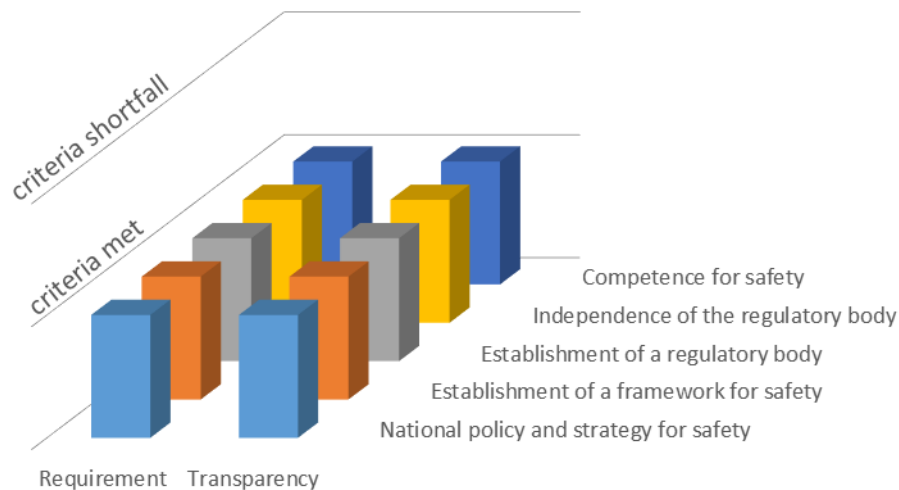 criteria shortfall
criteria met
Competence for safety
Independence of the regulatory body
Establishment of a regulatory body
Establishment of a framework for safety
National policy and strategy for safety
Requirement
Transparency